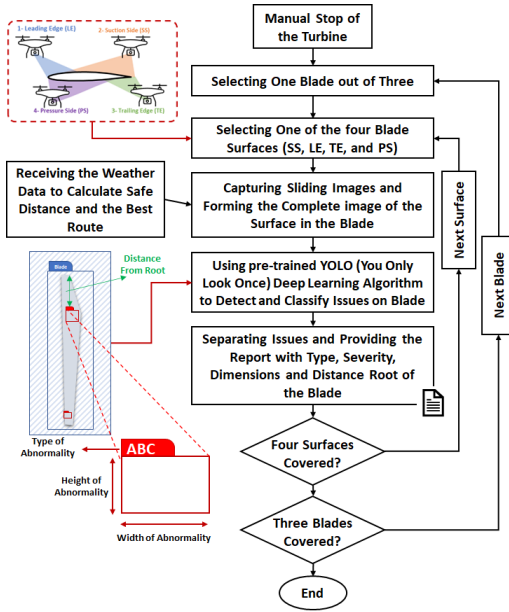 Manual Stop of
the Turbine
1- Leading Edge (LE)
2- Suction Side (SS)
4- Pressure Side (PS)
3- Trailing Edge (TE)
Selecting One Blade out of Three
Selecting One of the four Blade
Surfaces (SS, LE, TE, and PS)
Receiving the Weather
Data to Calculate Safe
Distance and the Best
Route
Capturing Sliding Images and
Forming the Complete image of the
Surface in the Blade
Next Surface
Next Blade
Blade
Distance
From Root
Using pre-trained YOLO (You Only
Look Once) Deep Learning Algorithm
to Detect and Classify Issues on Blade
Separating Issues and Providing the
Report with Type, Severity,
Dimensions and Distance Root of
the Blade
Type of
Abnormality
ABC
Height of
Abnormality
Width of Abnormality
Four Surfaces
Covered?
Three Blades
Covered?
End